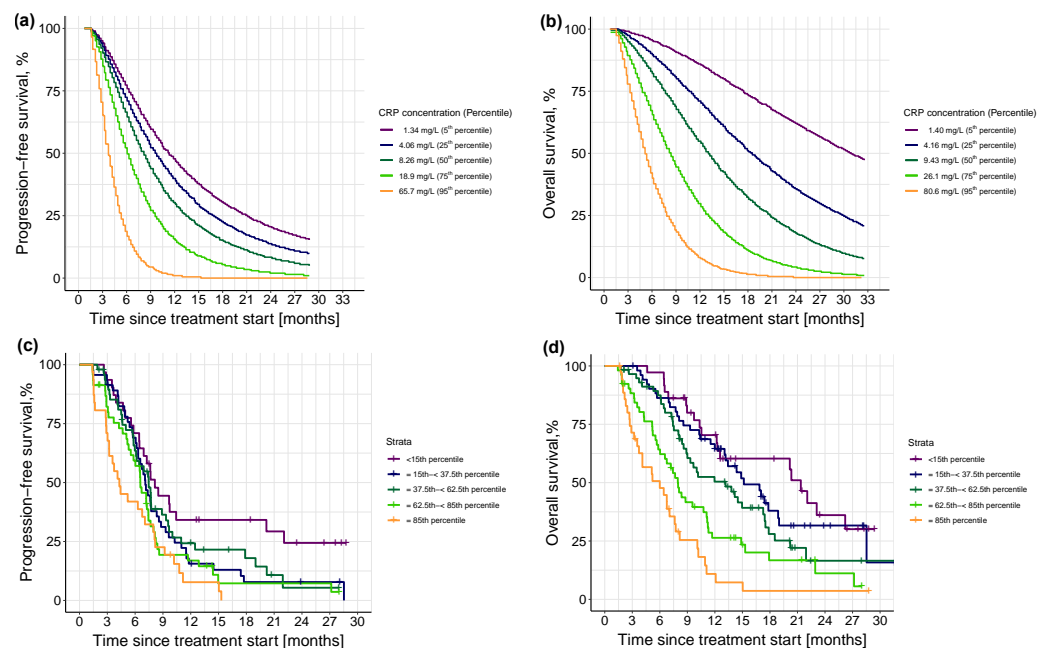 (a)
Progression−free survival, %
100
75
50
25
0
0 3 6 9 12 15 18 21 24 27 30 33
Time since treatment start [months]
CRP concentration (Percentile)
1.34 mg/L (5th percentile)
4.06 mg/L (25th percentile)
8.26 mg/L (50th percentile)
18.9 mg/L (75th percentile)
65.7 mg/L (95th percentile)
(b)
Overall survival, %
100
75
50
25
0
0 3 6 9 12 15 18 21 24 27 30 33
Time since treatment start [months]
CRP concentration (Percentile)
1.40 mg/L (5th percentile)
4.16 mg/L (25th percentile)
9.43 mg/L (50th percentile)
26.1 mg/L (75th percentile)
80.6 mg/L (95th percentile)
(c)
Progression−free survival,%
100
75
50
25
0
0 3 6 9 12 15 18 21 24 27 30
Time since treatment start [months]
Strata
<15th percentile
= 15th−< 37.5th percentile
= 37.5th−< 62.5th percentile
= 62.5th−< 85th percentile
= 85th percentile
(d)
Overall survival,%
100
75
50
25
0
0 3 6 9 12 15 18 21 24 27 30
Time since treatment start [months]
Strata
<15th percentile
= 15th−< 37.5th percentile
= 37.5th−< 62.5th percentile
= 62.5th−< 85th percentile
= 85th percentile